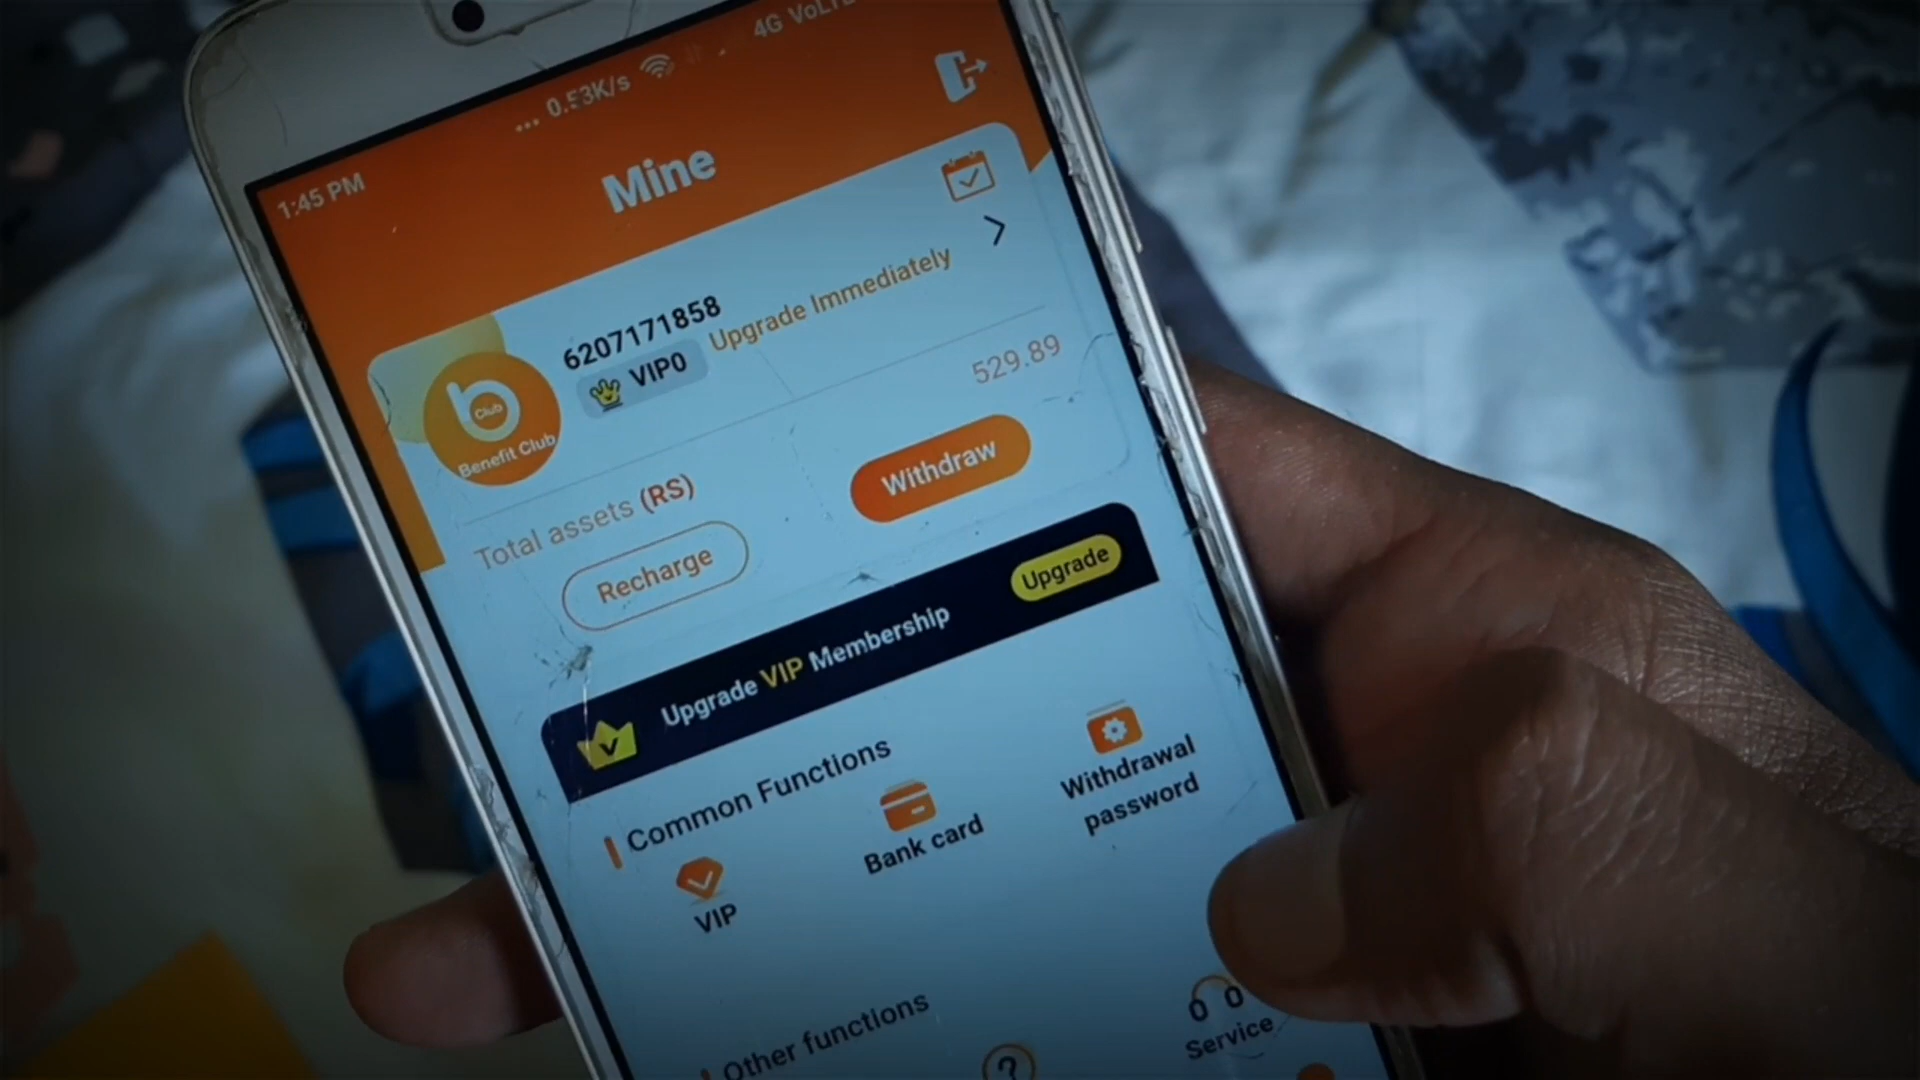 1:45 PM
... 0.53K/s
4G VoLTE
Mine
6207171858
VIP0
Upgrade Immediately
b
Club
Benefit Club
529.89
Total assets (RS)
Recharge
Withdraw
Upgrade VIP Membership
Upgrade
Common Functions
VIP
Bank card
Withdrawal
password
Other functions
?
Service